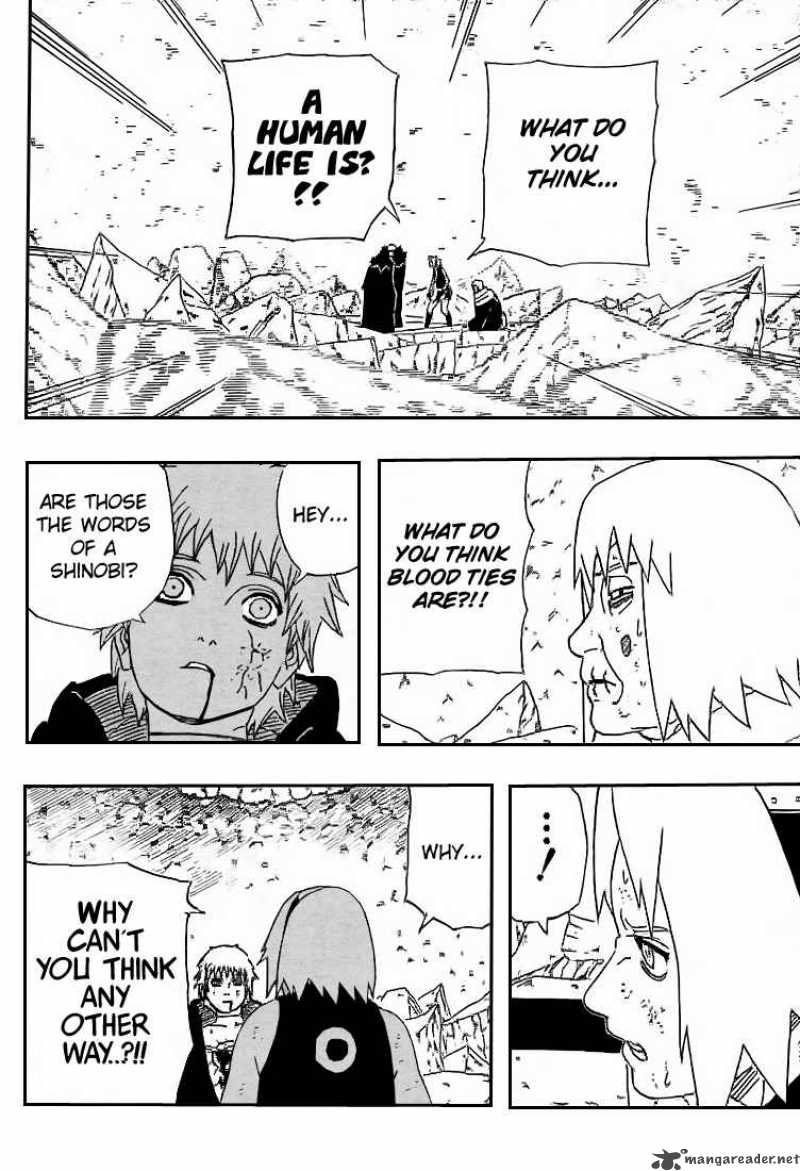 WHAT DO
YOU
THINK...
A
HUMAN
LIFE IS?
!!
WHAT DO
YOU THINK
BLOOD TIES
ARE?!!
HEY...
ARE THOSE
THE WORDS
OF A
SHINOBI?
...!
WHY...
WHY
CAN'T
YOU THINK
ANY
OTHER
WAY..?!!
mangareader.net